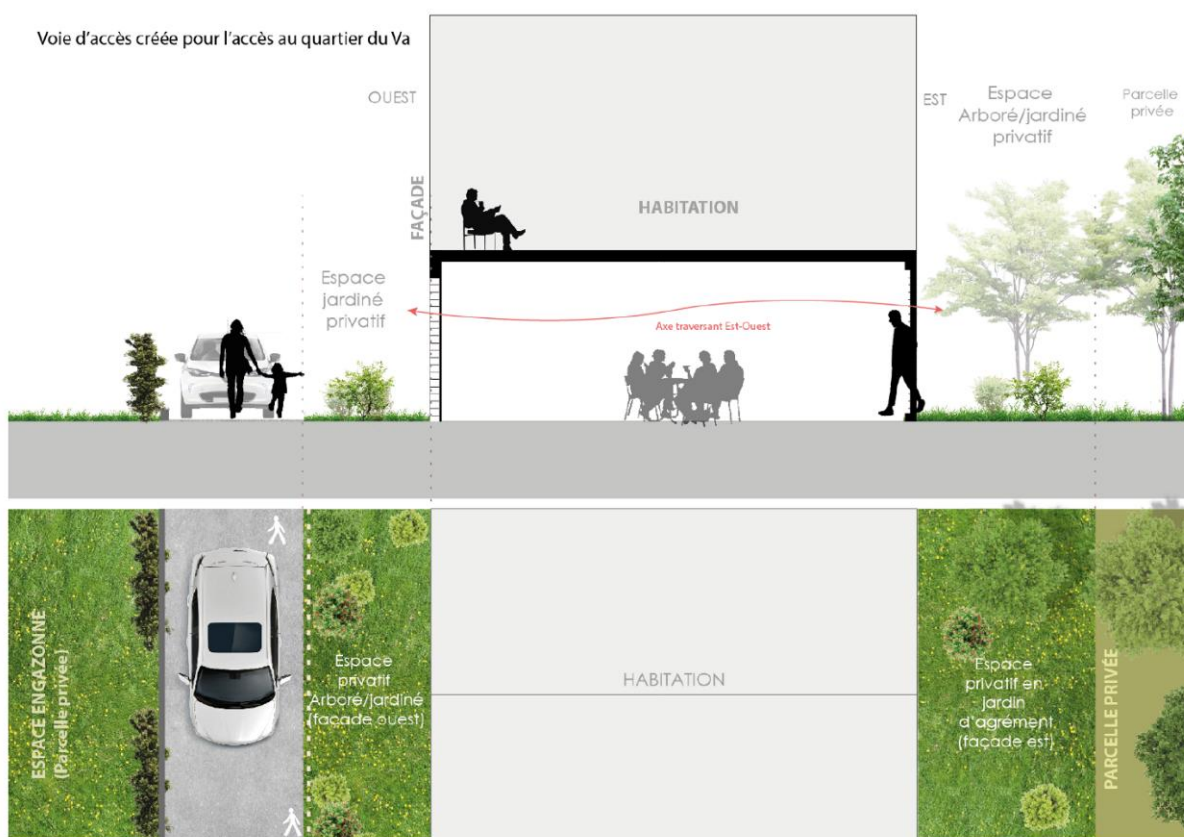 Voie d'accès créée pour l'accès au quartier du Va
OUEST
EST
Espace
Arboré/jardiné
privatif
Parcelle
privée
FAÇADE
HABITATION
Espace
jardiné
privatif
Axe traversant Est-Ouest
ESPACE ENGAZONNE
(Parcelle privée)
Espace
privatif
Arboré/jardiné
(façade ouest)
HABITATION
Espace
privatif en
jardin
d'agrément
(façade est)
PARCELLE PRIVÉE